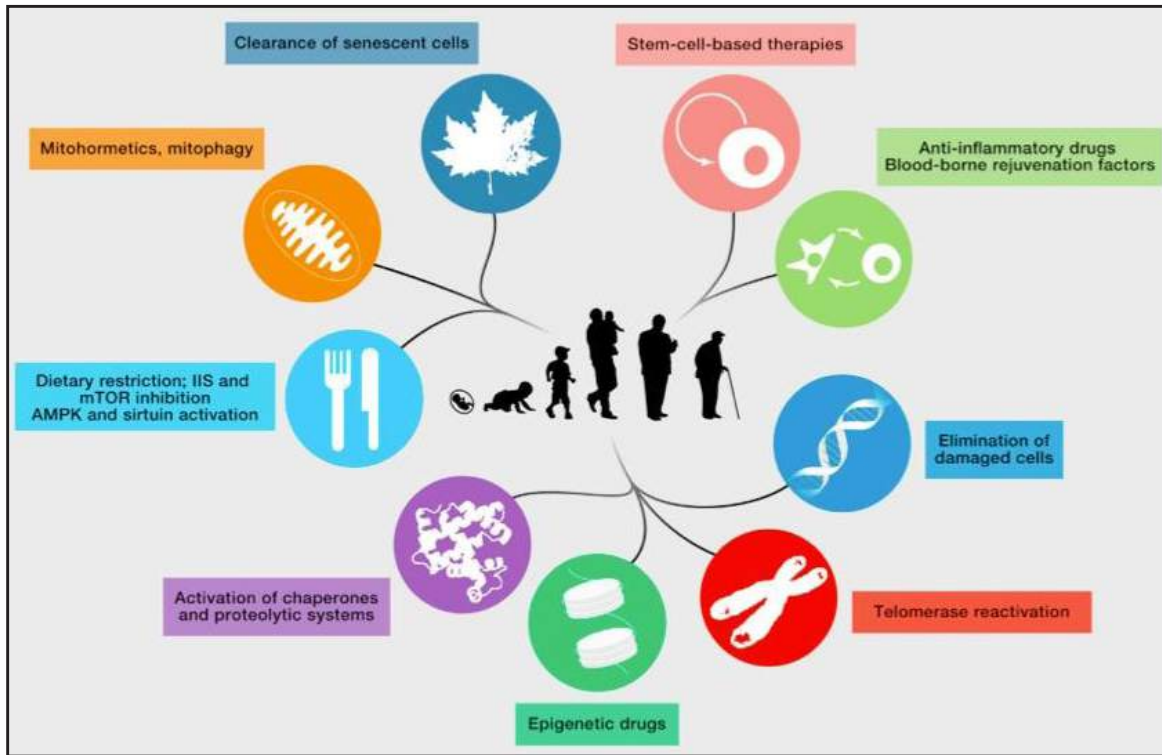 Clearance of senescent cells
Stem-cell-based therapies
Mitohormetics, mitophagy
Anti-inflammatory drugs
Blood-borne rejuvenation factors
Dietary restriction; IIS and
mTOR inhibition
AMPK and sirtuin activation
Elimination of
damaged cells
Activation of chaperones
and proteolytic systems
Telomerase reactivation
Epigenetic drugs